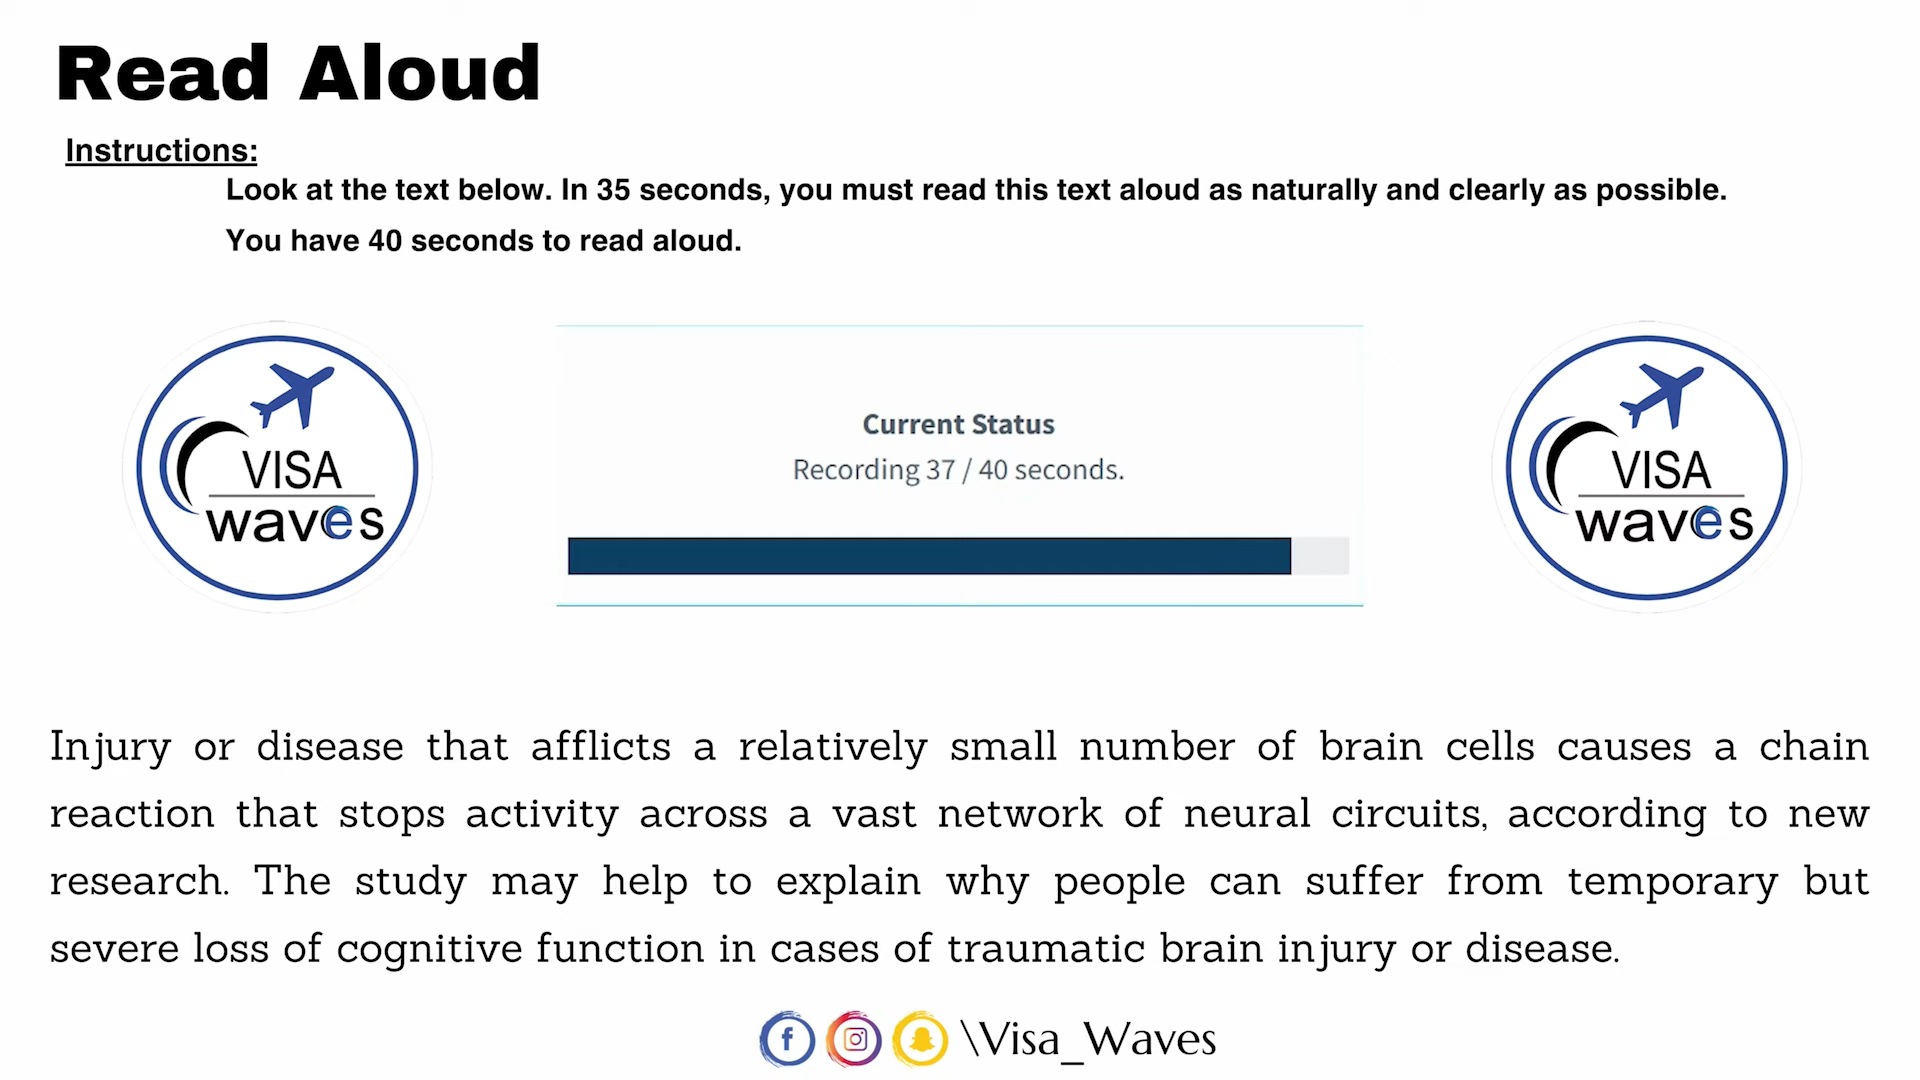 Read Aloud
Instructions:
Look at the text below. In 35 seconds, you must read this text aloud as naturally and clearly as possible.
You have 40 seconds to read aloud.
VISA
waves
Current Status
Recording 37 / 40 seconds.
VISA
waves
Injury or disease that afflicts a relatively small number of brain cells causes a chain
reaction that stops activity across a vast network of neural circuits, according to new
research. The study may help to explain why people can suffer from temporary but
severe loss of cognitive function in cases of traumatic brain injury or disease.
\Visa_Waves